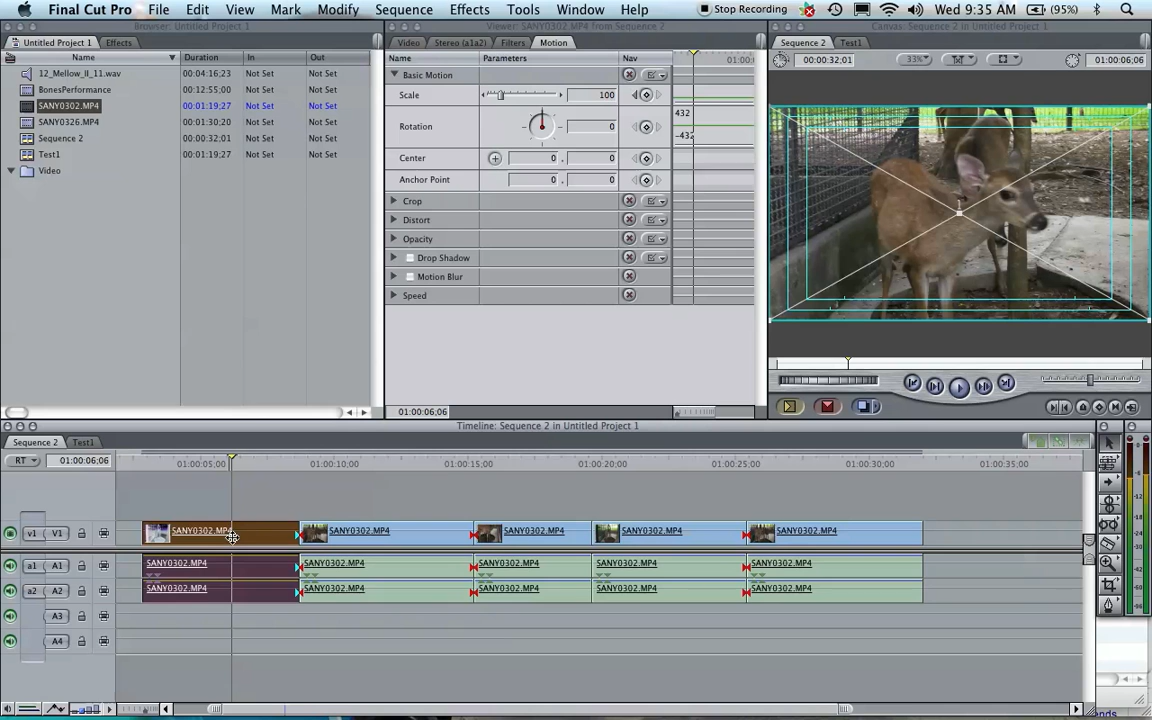 Final Cut Pro File Edit View Mark Modify Sequence Effects Tools Window Help Stop Recording Wed 9:35 AM (95%)
Browser: Untitled Project 1
Untitled Project 1 Effects
Name Duration In Out
12_Mellow_II_11.wav 00:04:16;23 Not Set Not Set
BonesPerformance 00:12:55;00 Not Set Not Set
SANY0302.MP4 00:01:19:27 Not Set Not Set
SANY0326.MP4 00:01:30;20 Not Set Not Set
Sequence 2 00:00:32;01 Not Set Not Set
Test1 00:01:19;27 Not Set Not Set
Video
Viewer: SANY0302.MP4 from Sequence 2
Video Stereo (a1a2) Filters Motion
Name Parameters Nav 01:00:
Basic Motion
Scale 100
432
Rotation 0
-432
Center 0 , 0
Anchor Point 0 , 0
Crop
Distort
Opacity
Drop Shadow
Motion Blur
Speed
01:00:06;06
Canvas: Sequence 2 in Untitled Project 1
Sequence 2 Test1
00:00:32;01 33% 01:00:06;06
Timeline: Sequence 2 in Untitled Project 1
Sequence 2 Test1
RT 01:00:06;06 01:00:05;00 01:00:10;00 01:00:15;00 01:00:20;00 01:00:25;00 01:00:30;00 01:00:35;00
v1 V1 SANY0302.MP4 SANY0302.MP4 SANY0302.MP4 SANY0302.MP4 SANY0302.MP4
a1 A1 SANY0302.MP4 SANY0302.MP4 SANY0302.MP4 SANY0302.MP4 SANY0302.MP4
a2 A2 SANY0302.MP4 SANY0302.MP4 SANY0302.MP4 SANY0302.MP4 SANY0302.MP4
A3
A4